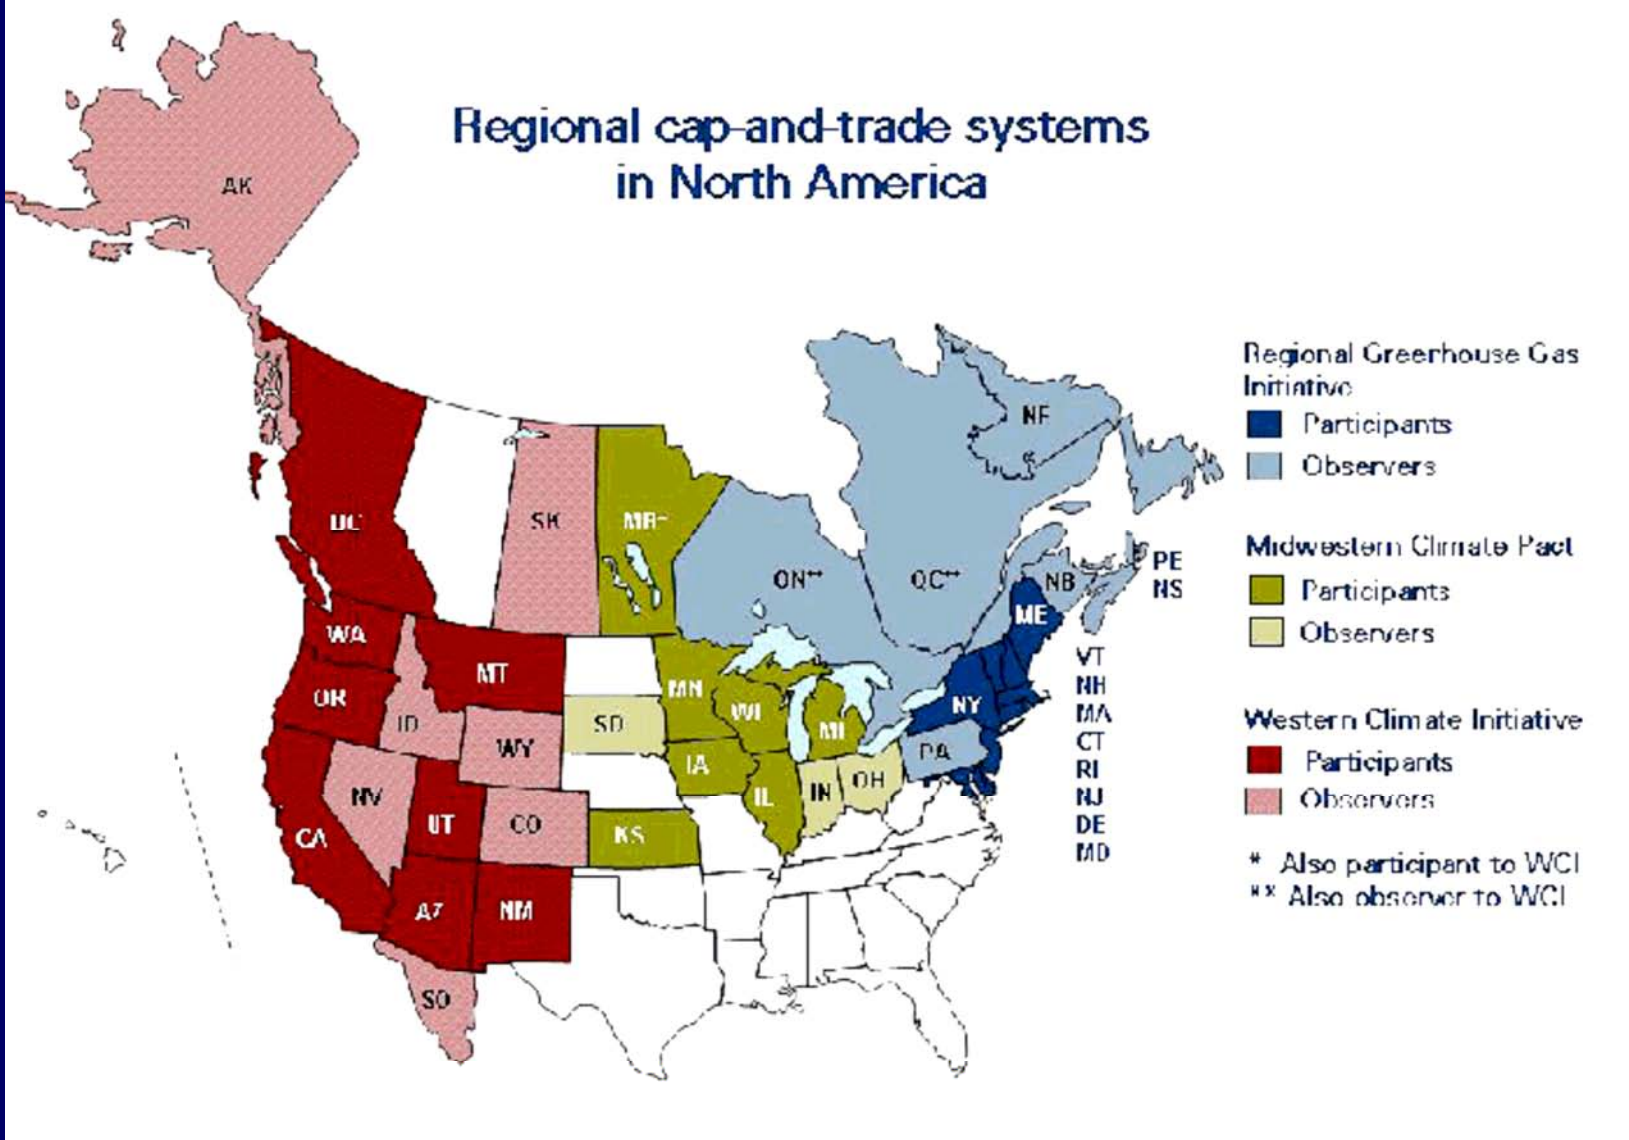 Regional cap-and-trade systems
in North America
AK
BC
SK
MB*
ON**
QC**
NF
NB
PE
NS
ME
WA
MT
OR
ID
WY
SD
MN
WI
MI
NY
PA
IA
IL
IN
OH
NV
UT
CO
KS
CA
AZ
NM
SO
VT
NH
MA
CT
RI
NJ
DE
MD
Regional Greenhouse Gas
Initiative
Participants
Observers
Midwestern Climate Pact
Participants
Observers
Western Climate Initiative
Participants
Observers
* Also participant to WCI
** Also observer to WCI